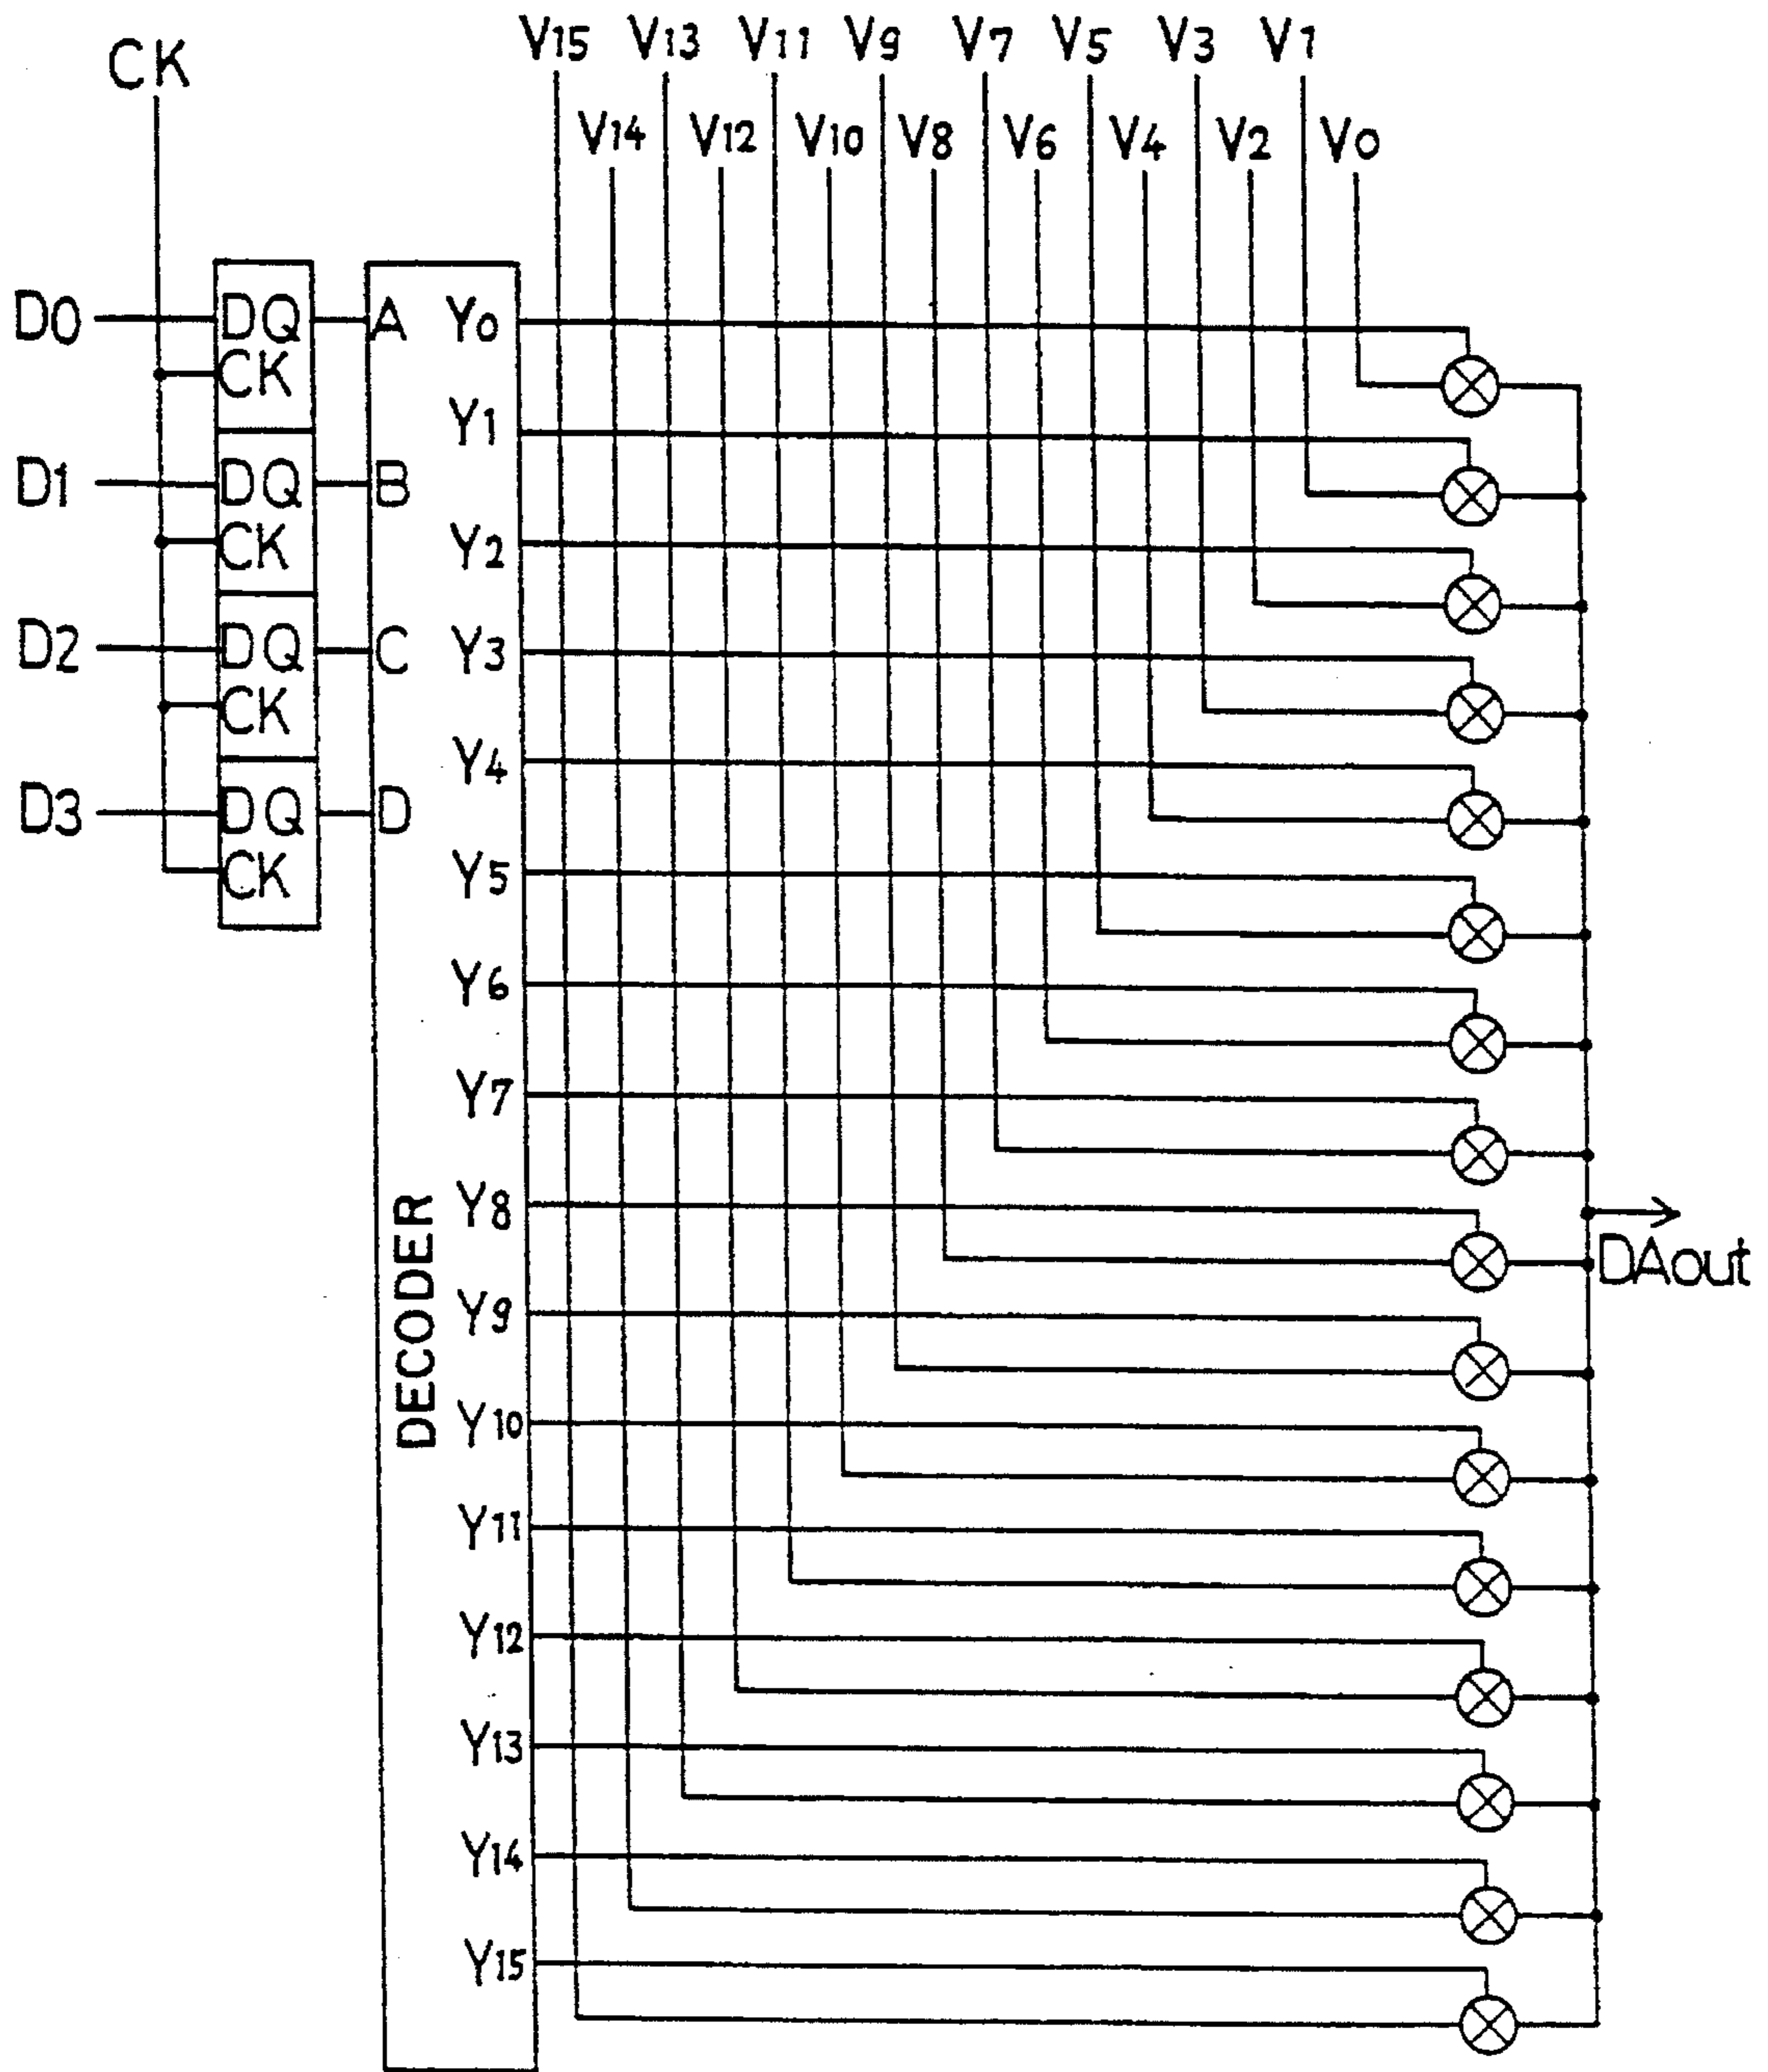 CK
V15 V13 V11 V9 V7 V5 V3 V1
V14 V12 V10 V8 V6 V4 V2 V0
D0 DQ A Y0
CK
Y1
D1 DQ B
CK
Y2
D2 DQ C Y3
CK
Y4
D3 DQ D
CK
Y5
Y6
Y7
Y8
DAout
DECODER
Y9
Y10
Y11
Y12
Y13
Y14
Y15